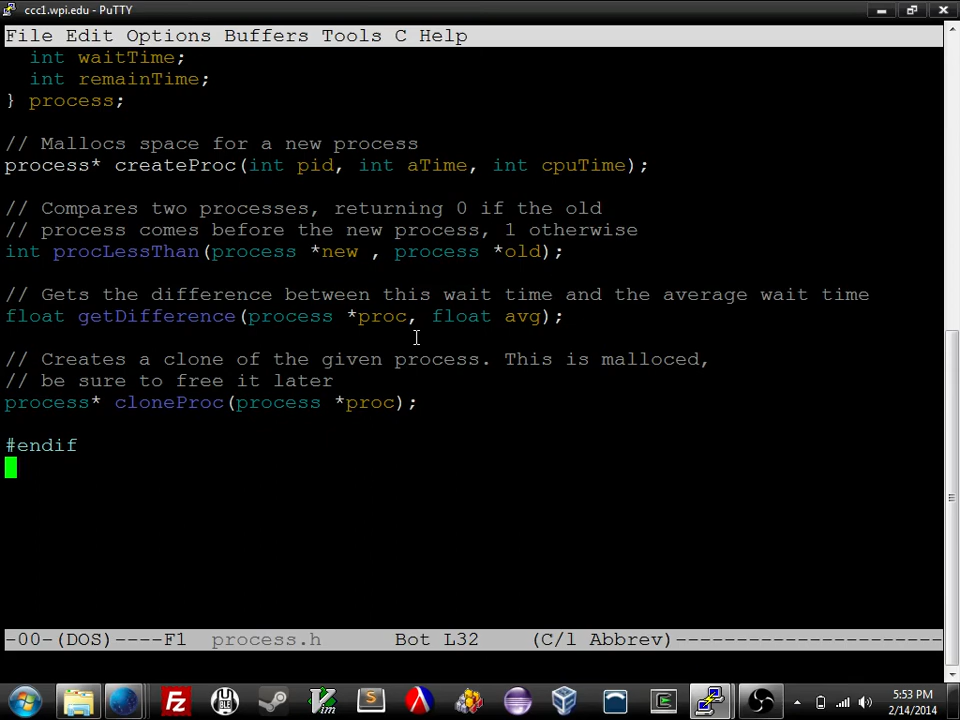 ccc1.wpi.edu - PuTTY
File Edit Options Buffers Tools C Help
int waitTime;
int remainTime;
} process;
// Mallocs space for a new process
process* createProc(int pid, int aTime, int cpuTime);
// Compares two processes, returning 0 if the old
// process comes before the new process, 1 otherwise
int procLessThan(process *new , process *old);
// Gets the difference between this wait time and the average wait time
float getDifference(process *proc, float avg);
// Creates a clone of the given process. This is malloced,
// be sure to free it later
process* cloneProc(process *proc);
#endif
-00-(DOS)----F1  process.h      Bot L32    (C/l Abbrev)----------------------
5:53 PM
2/14/2014